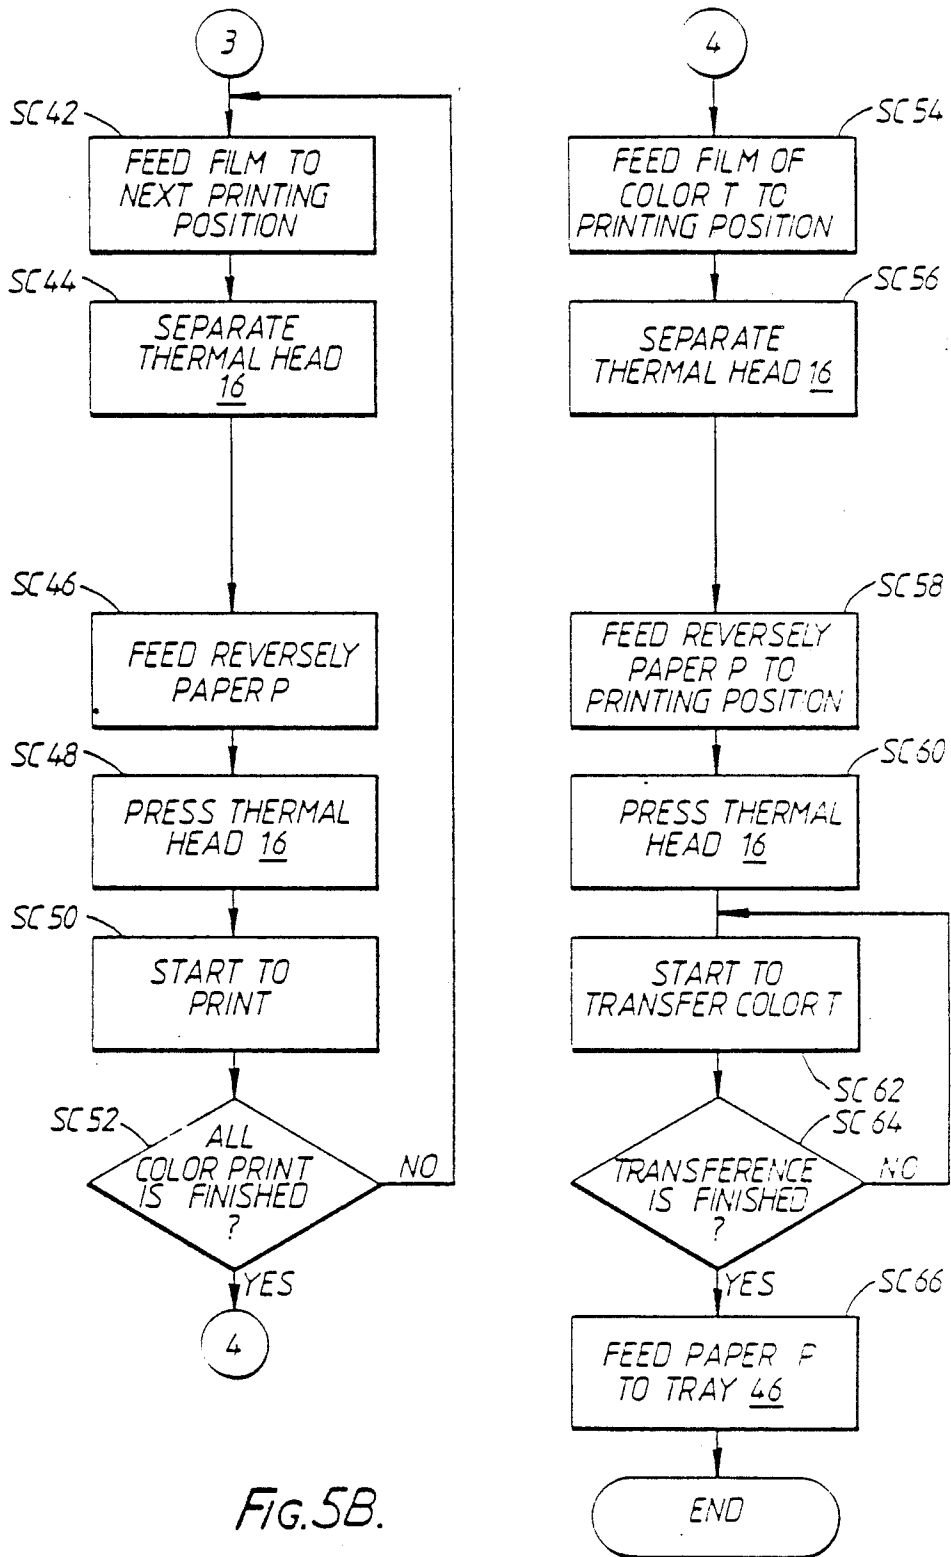 3
SC42
FEED FILM TO
NEXT PRINTING
POSITION
SC44
SEPARATE
THERMAL HEAD
16
SC46
FEED REVERSELY
PAPER P
SC48
PRESS THERMAL
HEAD 16
SC50
START TO
PRINT
SC52
ALL
COLOR PRINT
IS FINISHED
?
NO
YES
4
4
SC54
FEED FILM OF
COLOR T TO
PRINTING POSITION
SC56
SEPARATE
THERMAL HEAD 16
SC58
FEED REVERSELY
PAPER P TO
PRINTING POSITION
SC60
PRESS THERMAL
HEAD 16
START TO
TRANSFER COLOR T
SC62
SC64
TRANSFERENCE
IS FINISHED
?
NO
YES
SC66
FEED PAPER P
TO TRAY 46
END
FIG.5B.